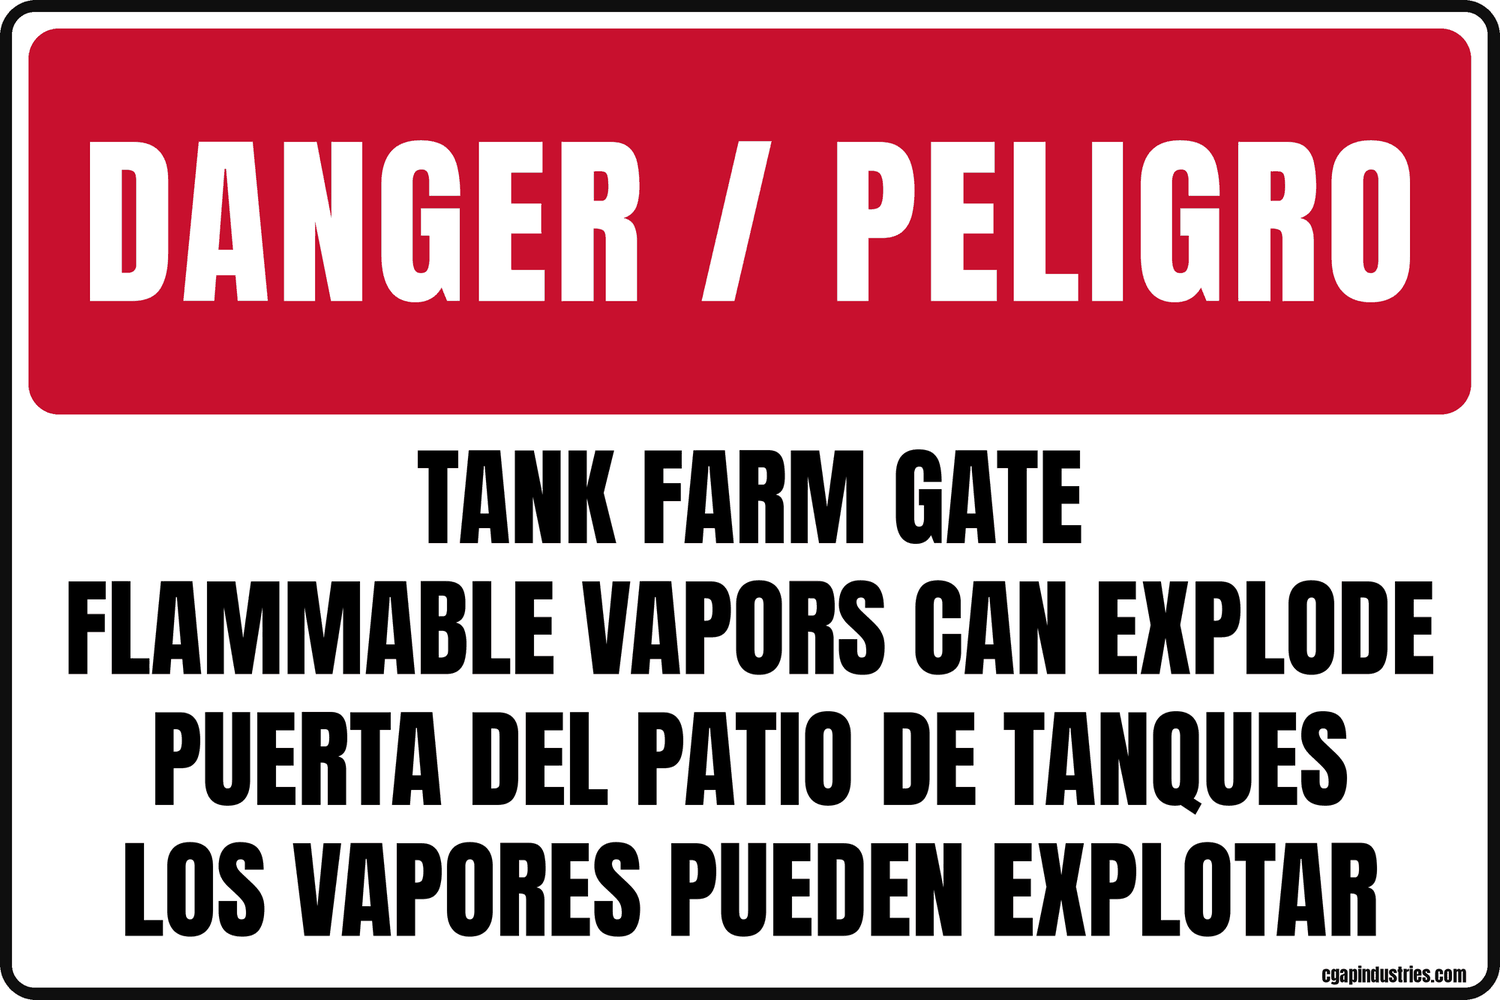 DANGER / PELIGRO
TANK FARM GATE
FLAMMABLE VAPORS CAN EXPLODE
PUERTA DEL PATIO DE TANQUES
LOS VAPORES PUEDEN EXPLOTAR
cgapindustries.com